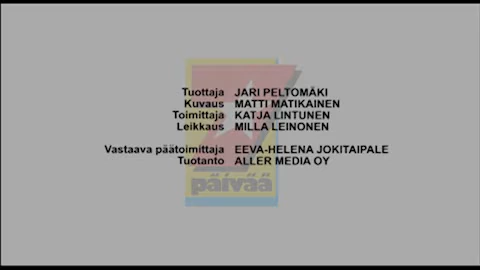 Tuottaja JARI PELTOMÄKI
Kuvaus MATTI MATIKAINEN
Toimittaja KATJA LINTUNEN
Leikkaus MILLA LEINONEN
Vastaava päätoimittaja EEVA-HELENA JOKITAIPALE
Tuotanto ALLER MEDIA OY
7
päivää